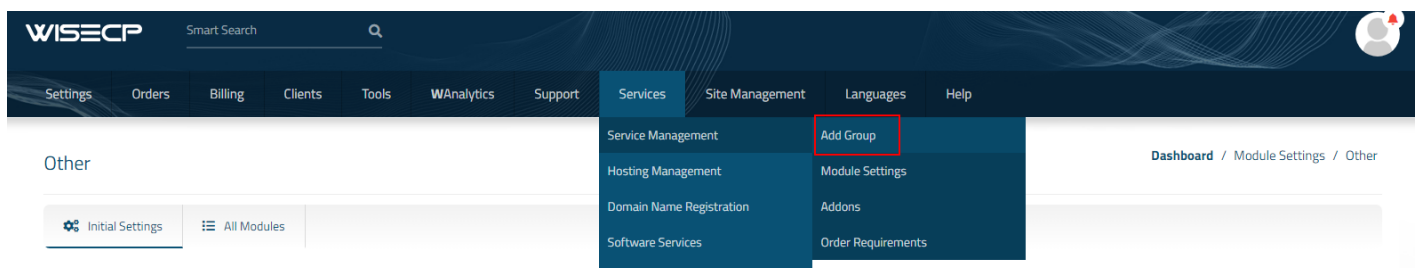 WISECP Smart Search
Settings Orders Billing Clients Tools WAnalytics Support Services Site Management Languages Help
Service Management Add Group
Other Dashboard / Module Settings / Other
Hosting Management Module Settings
Domain Name Registration Addons
Initial Settings All Modules
Software Services Order Requirements